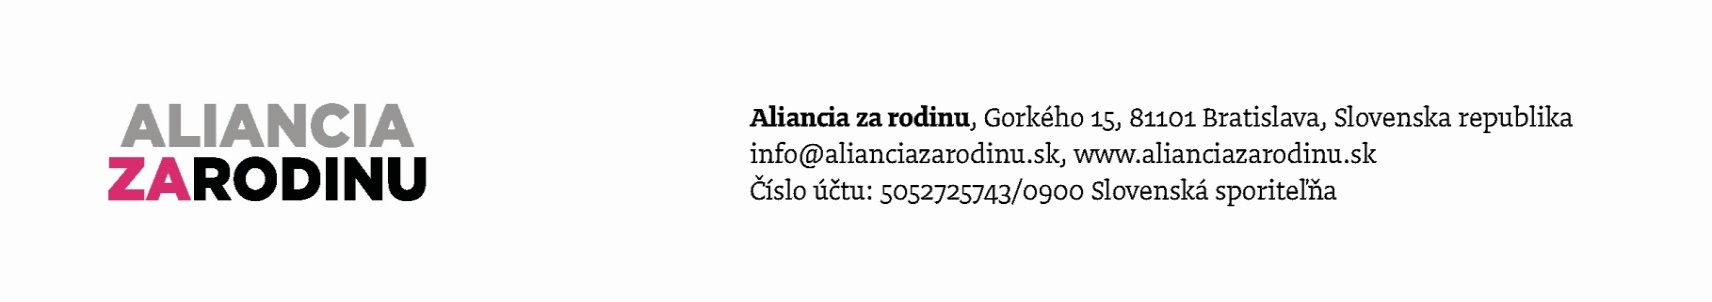 ALIANCIA
ZARODINU
Aliancia za rodinu, Gorkého 15, 81101 Bratislava, Slovenska republika
info@alianciazarodinu.sk, www.alianciazarodinu.sk
Číslo účtu: 5052725743/0900 Slovenská sporiteľňa